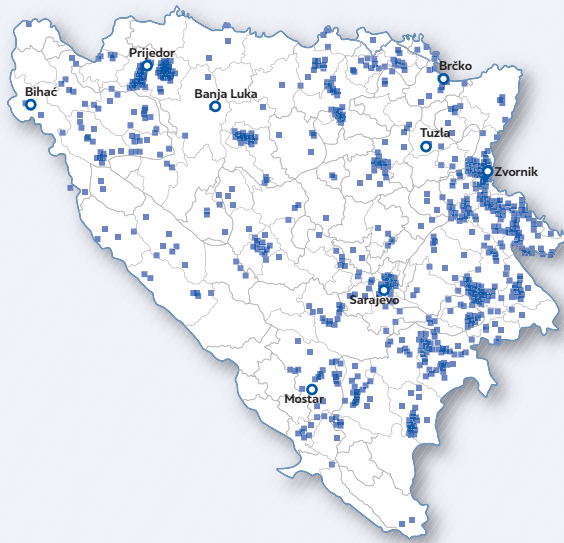 Prijedor
Brčko
Bihać
Banja Luka
Tuzla
Zvornik
Sarajevo
Mostar